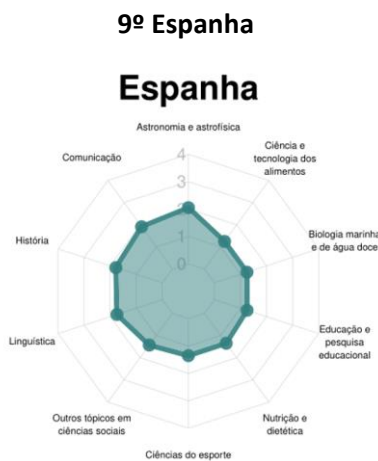 9º Espanha
Espanha
Astronomia e astrofísica
Ciência e
tecnologia dos
alimentos
Biologia marinha
e de água doce
Educação e
pesquisa
educacional
Nutrição e
dietética
Ciências do esporte
Outros tópicos em
ciências sociais
Linguística
História
Comunicação
4
3
2
1
0